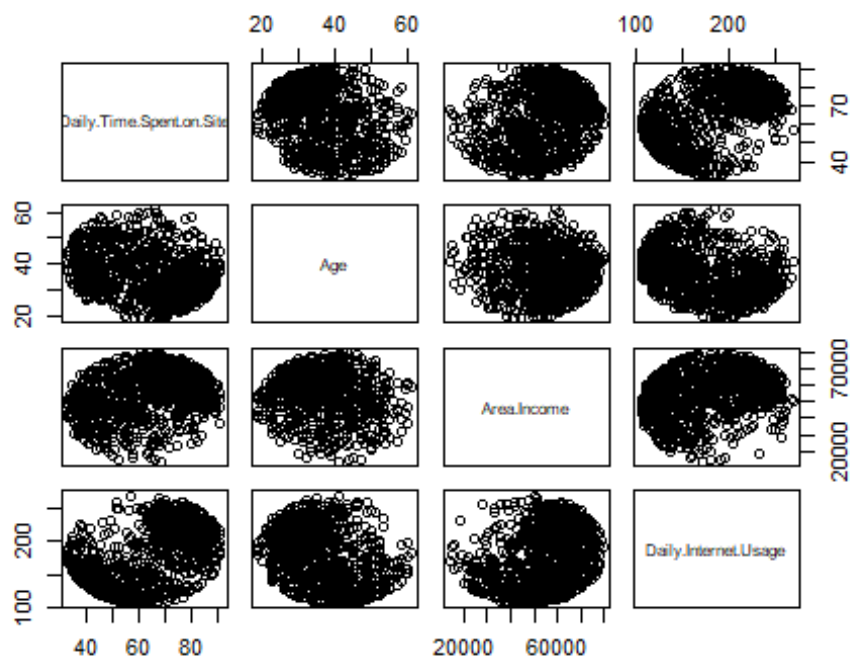 20 40 60 100 200
Daily.Time.Spent.on.Site
40 70
20 40 60
Age
Area.Income
20000 70000
100 200
Daily.Internet.Usage
40 60 80 20000 60000